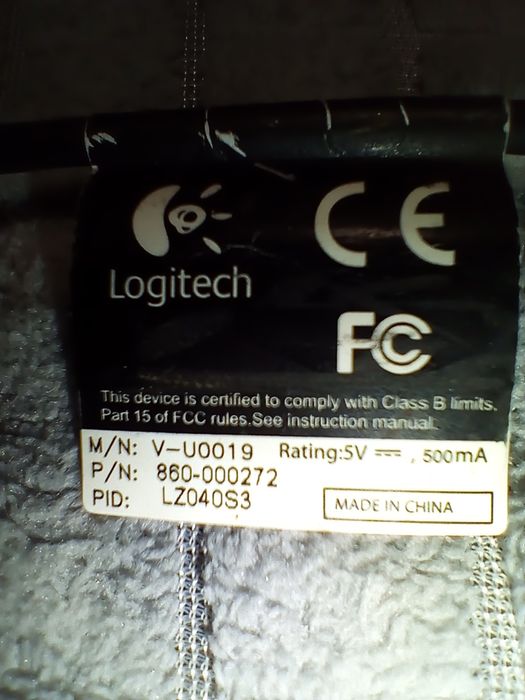 Logitech
CE
FC
This device is certified to comply with Class B limits.
Part 15 of FCC rules.See instruction manual.
M/N: V-U0019 Rating:5V ⎓ , 500mA
P/N: 860-000272
PID: LZ040S3
MADE IN CHINA